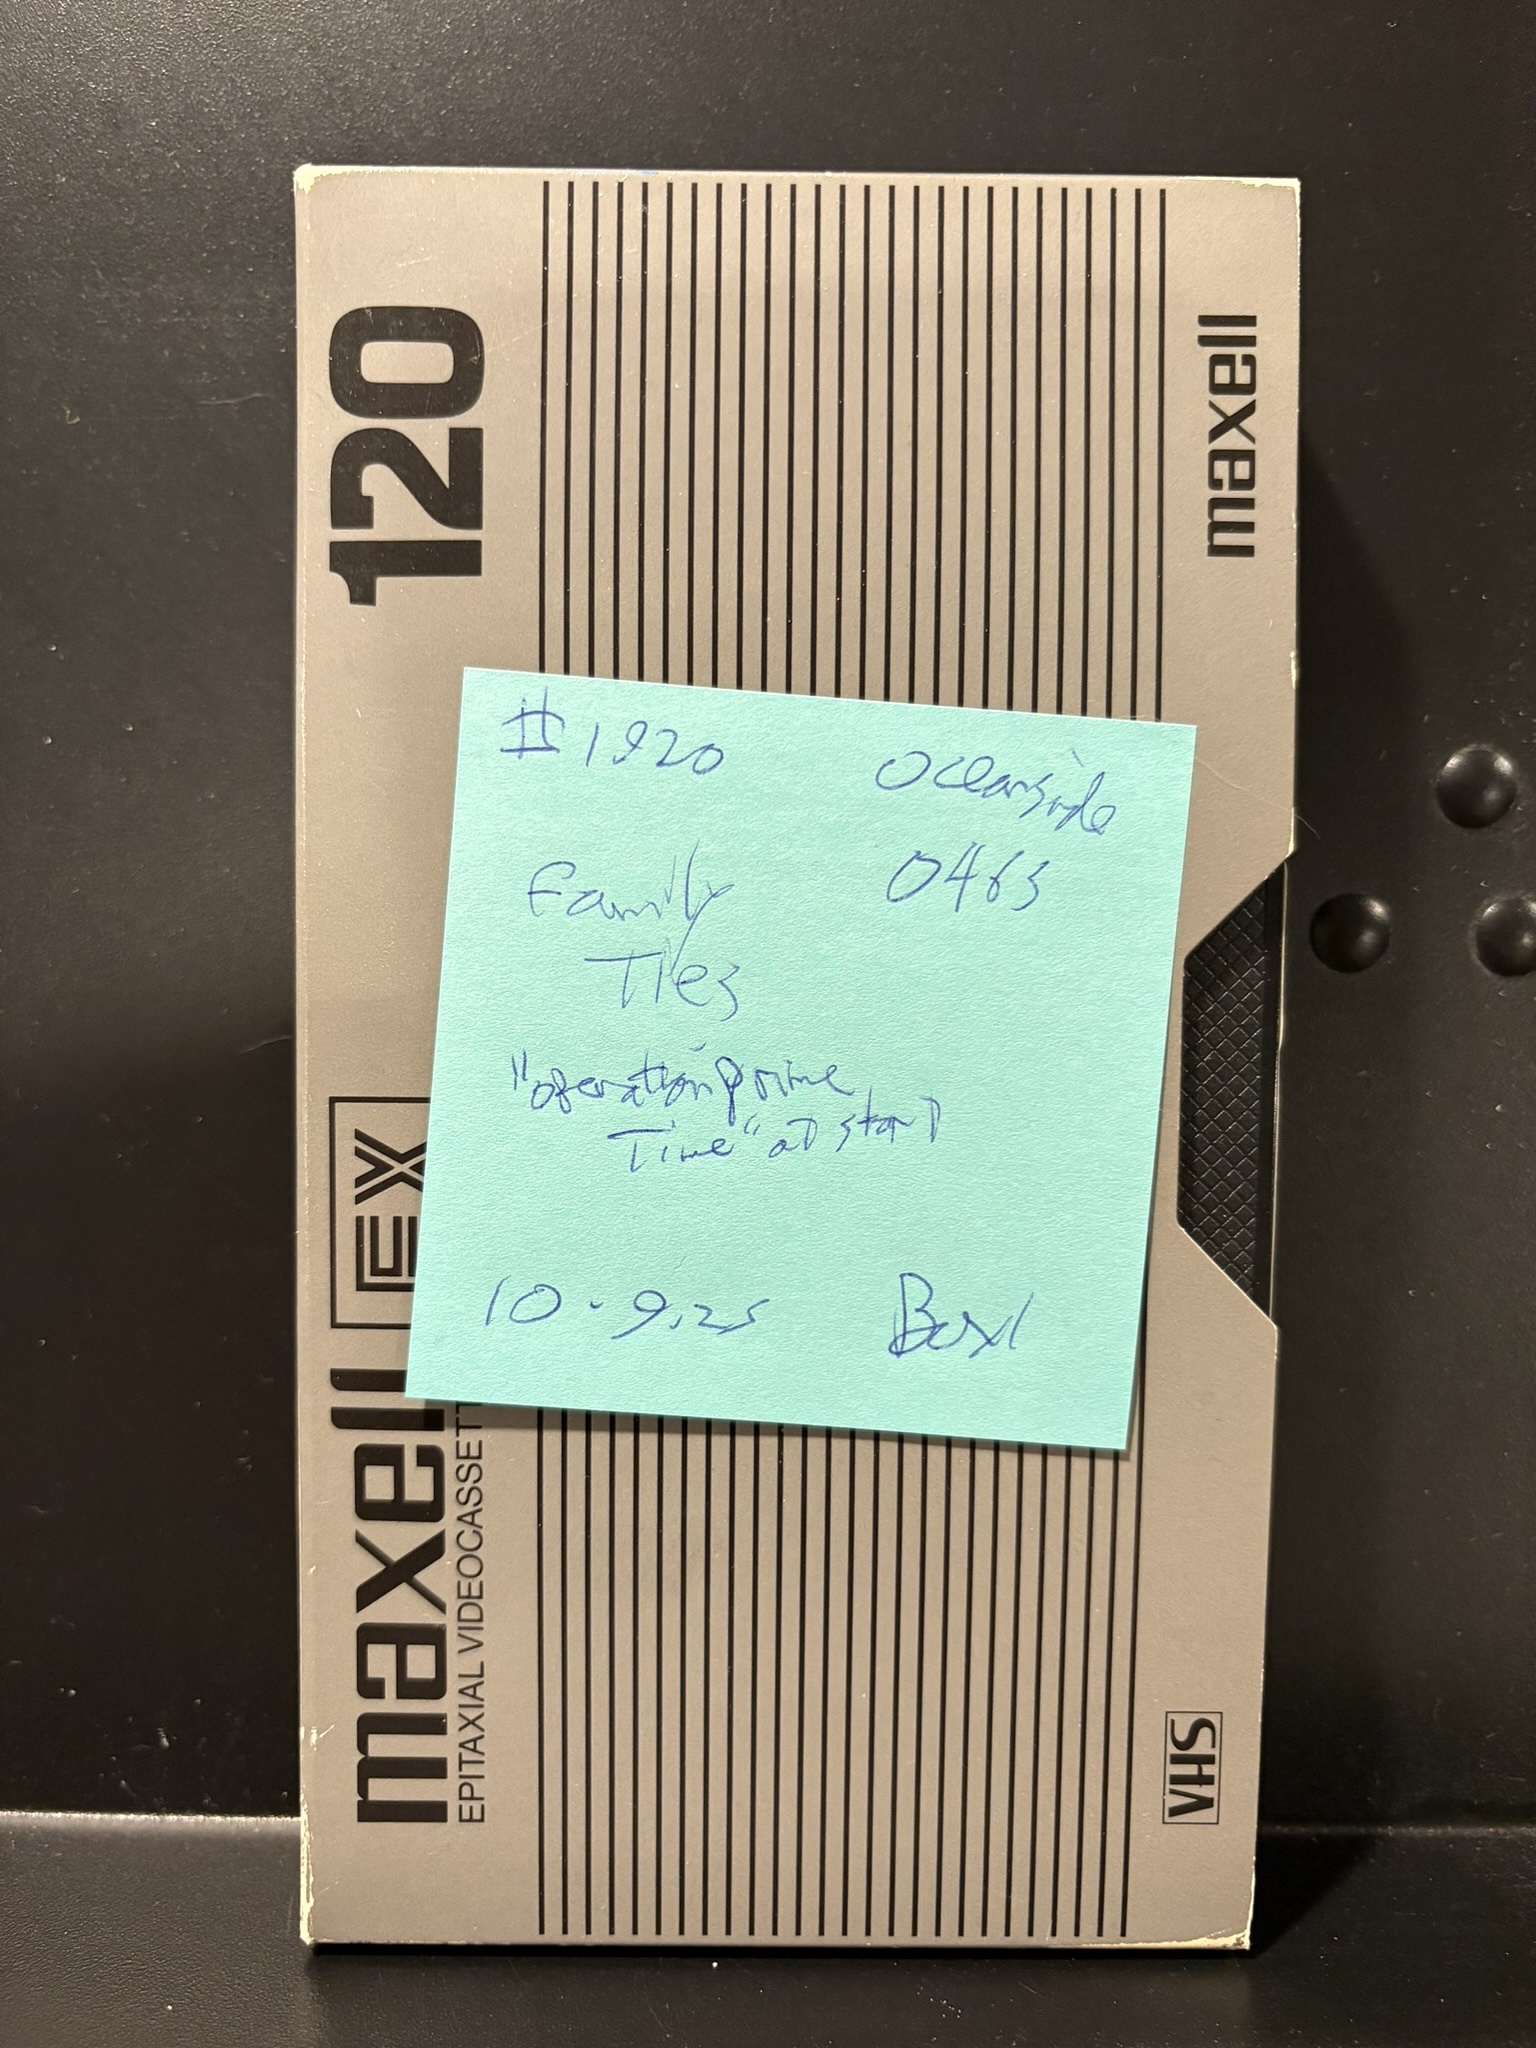 120
maxell
maxell EX
EPITAXIAL VIDEOCASSETT
VHS
#1920
Oceanside
0463
Family
Ties
"operation prime
Time" at start
10.9.25
Box 1